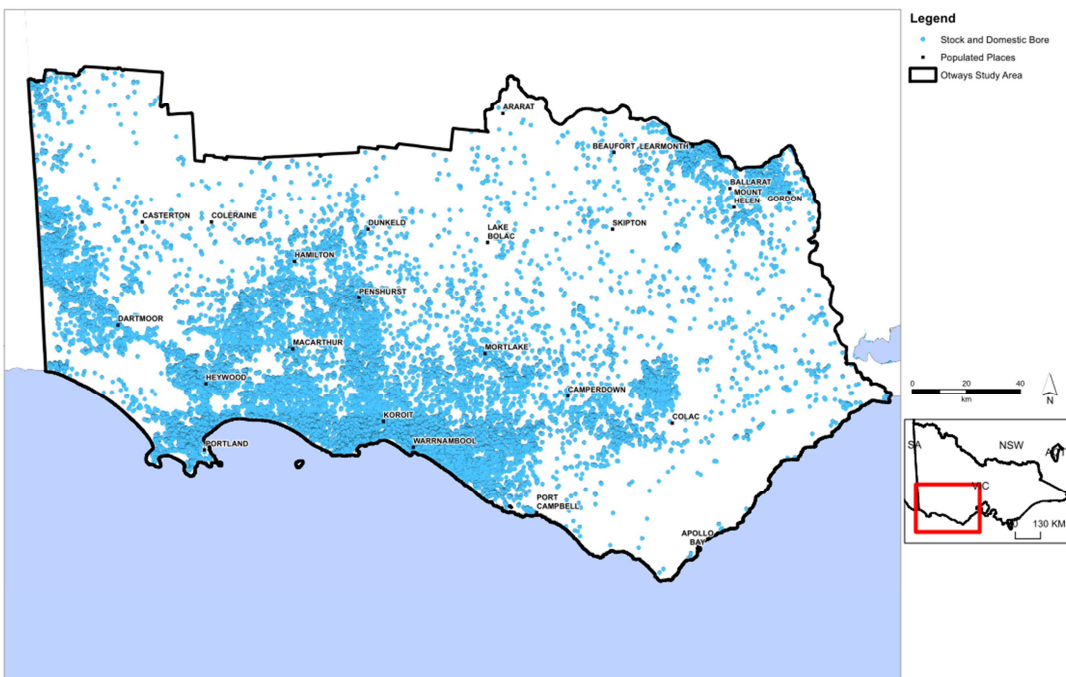 Legend
Stock and Domestic Bore
Populated Places
Otways Study Area
ARARAT
BEAUFORT LEARMONTH
BALLARAT
MOUNT
HELEN
GORDON
CASTERTON
COLERAINE
DUNKELD
SKIPTON
LAKE
BOLAC
HAMILTON
PENSHURST
DARTMOOR
MACARTHUR
MORTLAKE
HEYWOOD
CAMPERDOWN
KOROIT
COLAC
PORTLAND
WARRNAMBOOL
PORT
CAMPBELL
APOLLO
BAY
0 20 40
km
N
SA
NSW
VIC
130 KM